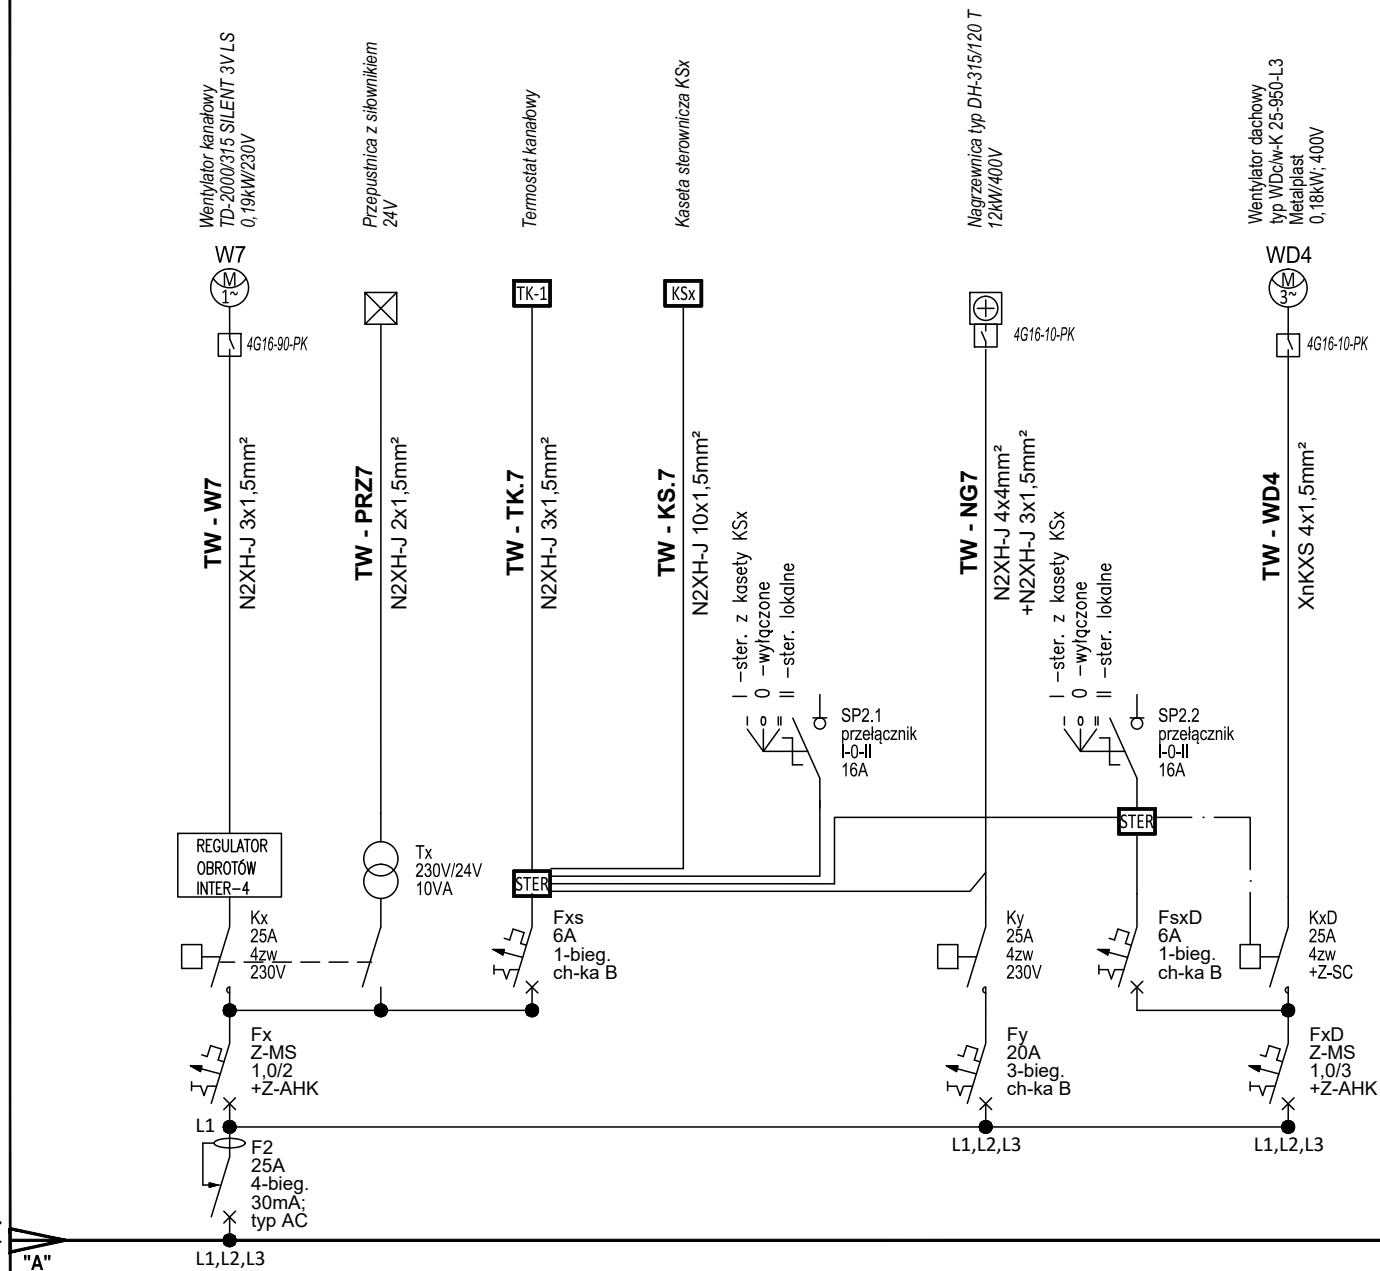 Wentylator kanałowy
TD-2000/315 SILENT 3V LS
0,19kW/230V
Przepustnica z siłownikiem
24V
Termostat kanałowy
Kaseta sterownicza KSx
Nagrzewnica typ DH-315/120 T
12kW/400V
Wentylator dachowy
typ WDc/w-K 25-950-L3
Metalplast
0,18kW; 400V
W7
M
1~
4G16-90-PK
TK-1
KSx
4G16-10-PK
WD4
M
3~
4G16-10-PK
TW - W7
N2XH-J 3x1,5mm²
TW - PRZ7
N2XH-J 2x1,5mm²
TW - TK.7
N2XH-J 3x1,5mm²
TW - KS.7
N2XH-J 10x1,5mm²
TW - NG7
N2XH-J 4x4mm²
+N2XH-J 3x1,5mm²
TW - WD4
XnKXS 4x1,5mm²
I -ster. z kasety KSx
0 -wyłączone
II -ster. lokalne
I 0 II
SP2.1
przełącznik
I-0-II
16A
I -ster. z kasety KSx
0 -wyłączone
II -ster. lokalne
I 0 II
SP2.2
przełącznik
I-0-II
16A
REGULATOR
OBROTÓW
INTER-4
Tx
230V/24V
10VA
STER
STER
Kx
25A
4zw
230V
Fxs
6A
1-bieg.
ch-ka B
Ky
25A
4zw
230V
FsxD
6A
1-bieg.
ch-ka B
KxD
25A
4zw
+Z-SC
Fx
Z-MS
1,0/2
+Z-AHK
Fy
20A
3-bieg.
ch-ka B
FxD
Z-MS
1,0/3
+Z-AHK
L1
L1,L2,L3
L1,L2,L3
F2
25A
4-bieg.
30mA;
typ AC
"A"
L1,L2,L3